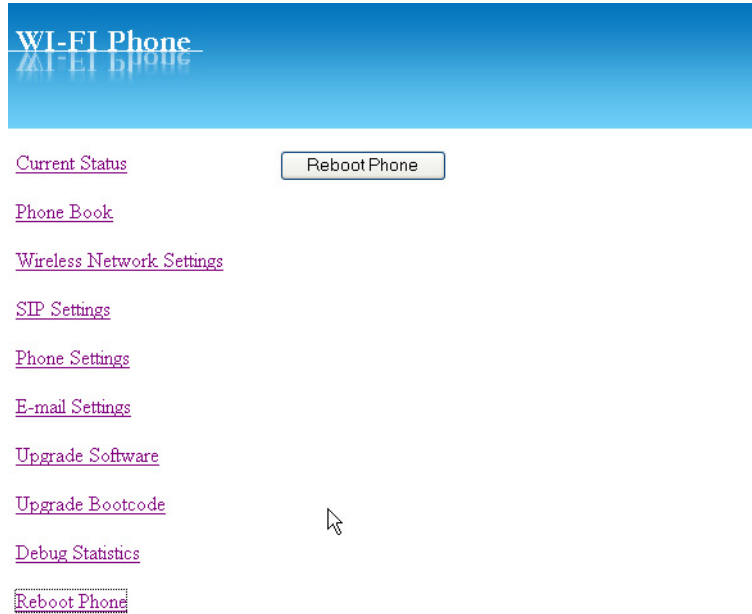 WI-FI Phone
Current Status
Reboot Phone
Phone Book
Wireless Network Settings
SIP Settings
Phone Settings
E-mail Settings
Upgrade Software
Upgrade Bootcode
Debug Statistics
Reboot Phone